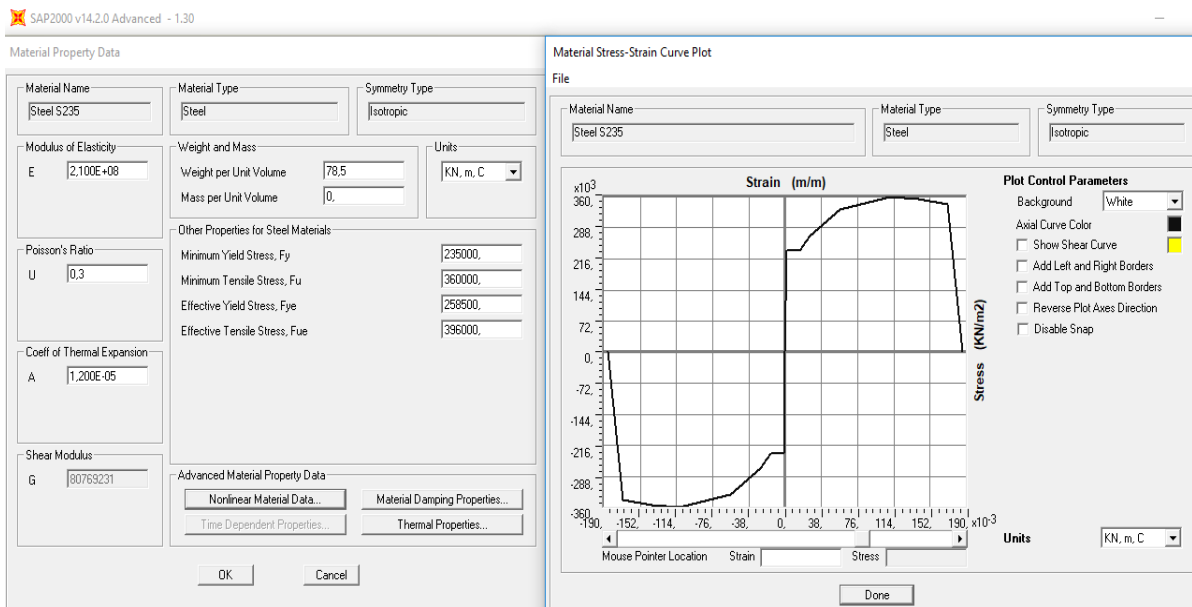 SAP2000 v14.2.0 Advanced - 1.30
Material Property Data
Material Name
Steel S235
Material Type
Steel
Symmetry Type
Isotropic
Modulus of Elasticity
E 2,100E+08
Weight and Mass
Weight per Unit Volume 78,5
Mass per Unit Volume 0,
Units
KN, m, C
Poisson's Ratio
U 0,3
Other Properties for Steel Materials
Minimum Yield Stress, Fy 235000,
Minimum Tensile Stress, Fu 360000,
Effective Yield Stress, Fye 258500,
Effective Tensile Stress, Fue 396000,
Coeff of Thermal Expansion
A 1,200E-05
Shear Modulus
G 80769231
Advanced Material Property Data
Nonlinear Material Data... Material Damping Properties...
Time Dependent Properties... Thermal Properties...
OK Cancel
Material Stress-Strain Curve Plot
File
Material Name
Steel S235
Material Type
Steel
Symmetry Type
Isotropic
Strain (m/m)
x10³
360,
288,
216,
144,
72,
0,
-72,
-144,
-216,
-288,
-360,
-190, -152, -114, -76, -38, 0, 38, 76, 114, 152, 190, x10-3
Stress (KN/m2)
Mouse Pointer Location Strain Stress
Plot Control Parameters
Background White
Axial Curve Color
Show Shear Curve
Add Left and Right Borders
Add Top and Bottom Borders
Reverse Plot Axes Direction
Disable Snap
Units KN, m, C
Done